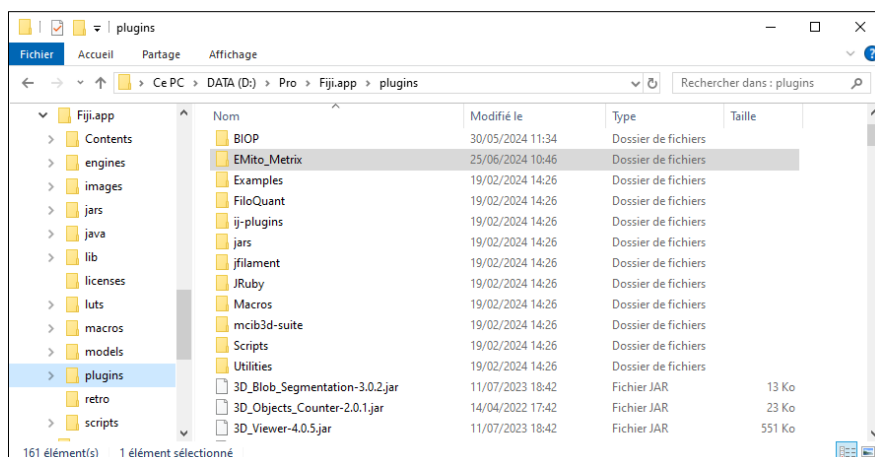 plugins
Fichier Accueil Partage Affichage
Ce PC > DATA (D:) > Pro > Fiji.app > plugins Rechercher dans : plugins
Fiji.app Nom Modifié le Type Taille
Contents BIOP 30/05/2024 11:34 Dossier de fichiers
engines EMito_Metrix 25/06/2024 10:46 Dossier de fichiers
images Examples 19/02/2024 14:26 Dossier de fichiers
jars FiloQuant 19/02/2024 14:26 Dossier de fichiers
java ij-plugins 19/02/2024 14:26 Dossier de fichiers
lib jars 19/02/2024 14:26 Dossier de fichiers
licenses jfilament 19/02/2024 14:26 Dossier de fichiers
luts JRuby 19/02/2024 14:26 Dossier de fichiers
macros Macros 19/02/2024 14:26 Dossier de fichiers
models mcib3d-suite 19/02/2024 14:26 Dossier de fichiers
plugins Scripts 19/02/2024 14:26 Dossier de fichiers
retro Utilities 19/02/2024 14:26 Dossier de fichiers
scripts 3D_Blob_Segmentation-3.0.2.jar 11/07/2023 18:42 Fichier JAR 13 Ko
3D_Objects_Counter-2.0.1.jar 14/04/2022 17:42 Fichier JAR 23 Ko
3D_Viewer-4.0.5.jar 11/07/2023 18:42 Fichier JAR 551 Ko
161 élément(s) 1 élément sélectionné